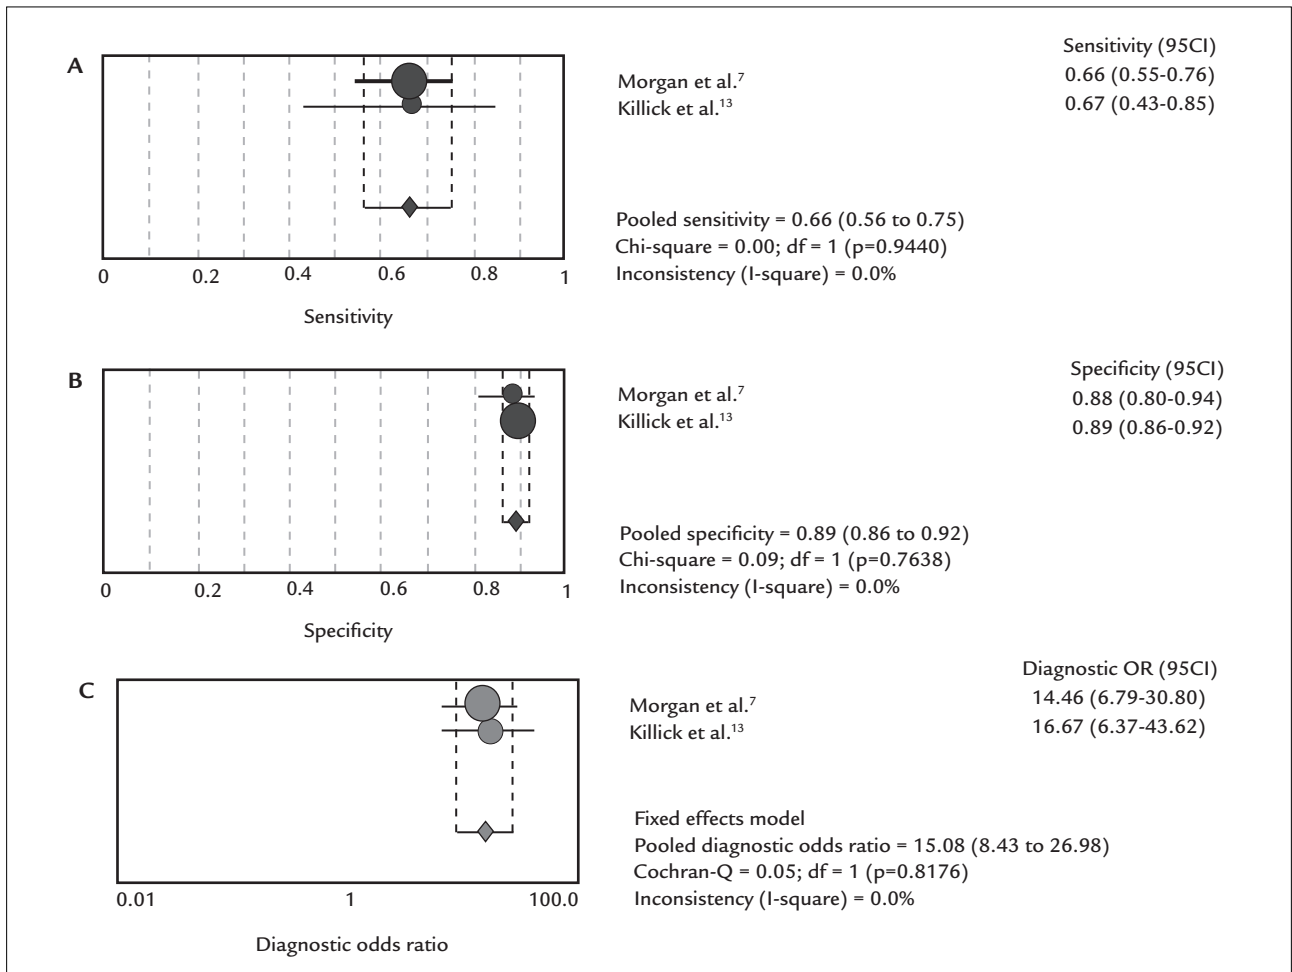 A
Sensitivity (95CI)
Morgan et al.⁷ 0.66 (0.55-0.76)
Killick et al.¹³ 0.67 (0.43-0.85)
Pooled sensitivity = 0.66 (0.56 to 0.75)
Chi-square = 0.00; df = 1 (p=0.9440)
Inconsistency (I-square) = 0.0%
0 0.2 0.4 0.6 0.8 1
Sensitivity
B
Specificity (95CI)
Morgan et al.⁷ 0.88 (0.80-0.94)
Killick et al.¹³ 0.89 (0.86-0.92)
Pooled specificity = 0.89 (0.86 to 0.92)
Chi-square = 0.09; df = 1 (p=0.7638)
Inconsistency (I-square) = 0.0%
0 0.2 0.4 0.6 0.8 1
Specificity
C
Diagnostic OR (95CI)
Morgan et al.⁷ 14.46 (6.79-30.80)
Killick et al.¹³ 16.67 (6.37-43.62)
Fixed effects model
Pooled diagnostic odds ratio = 15.08 (8.43 to 26.98)
Cochran-Q = 0.05; df = 1 (p=0.8176)
Inconsistency (I-square) = 0.0%
0.01 1 100.0
Diagnostic odds ratio